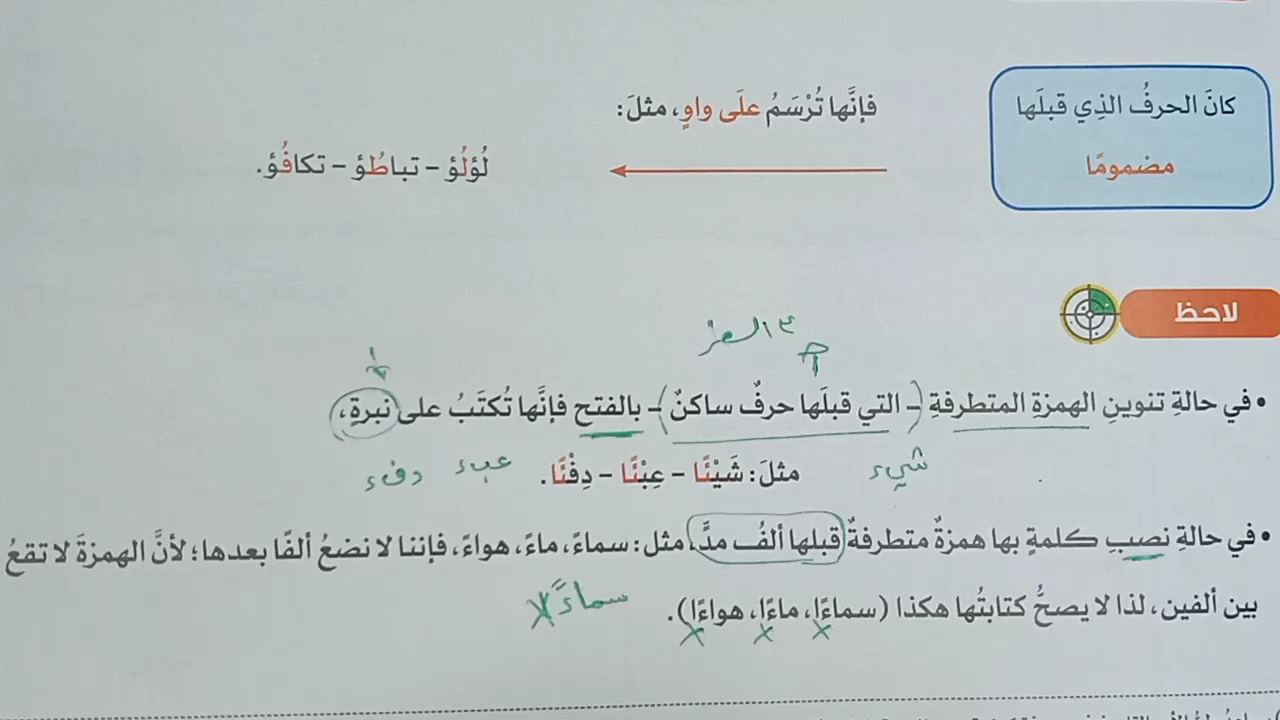 كانَ الحرفُ الذِي قبلَها
مضمومًا
فإنَّها تُرْسَمُ علَى واوٍ، مثلَ:
لُؤلُؤ – تباطُؤ – تكافُؤ.
لاحظ
• في حالةِ تنوينِ الهمزةِ المتطرفةِ – التي قبلَها حرفٌ ساكنٌ – بالفتحِ فإنَّها تُكتَبُ على نبرةٍ،
شيء
مثلَ: شَيْئًا – عِبْئًا – دِفْئًا.
عبء
دفء
• في حالةِ نصبِ كلمةٍ بها همزةٌ متطرفةٌ قبلها ألفُ مدٍّ، مثل: سماءً، ماءً، هواءً، فإننا لا نضعُ ألفًا بعدها؛ لأنَّ الهمزةَ لا تقعُ
بين ألفين، لذا لا يصحُّ كتابتُها هكذا (سماءًا، ماءًا، هواءًا).
سماءً